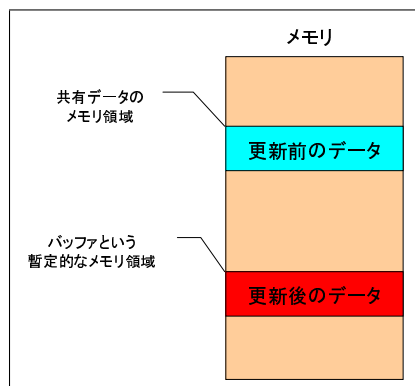 メモリ
共有データの
メモリ領域
更新前のデータ
バッファという
暫定的なメモリ領域
更新後のデータ